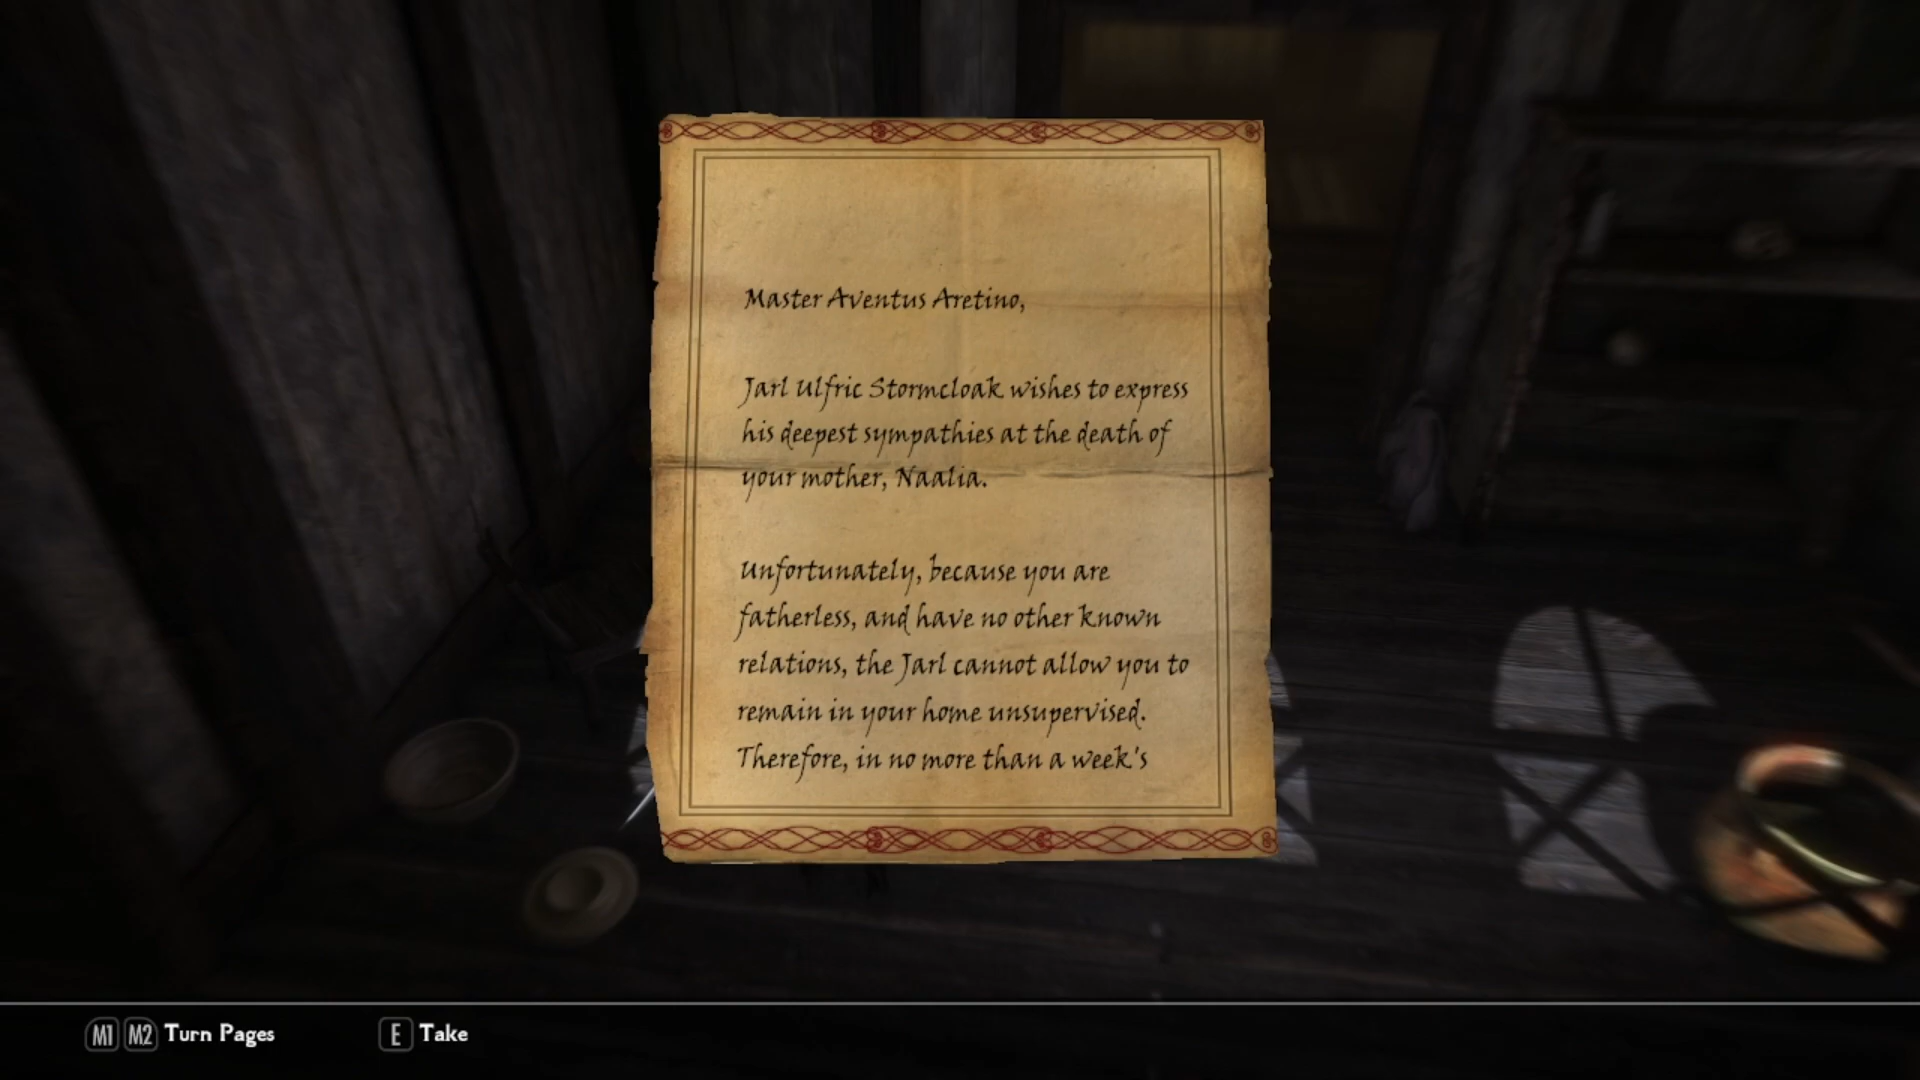 Master Aventus Aretino,
Jarl Ulfric Stormcloak wishes to express
his deepest sympathies at the death of
your mother, Naalia.
Unfortunately, because you are
fatherless, and have no other known
relations, the Jarl cannot allow you to
remain in your home unsupervised.
Therefore, in no more than a week's
M1 M2 Turn Pages
E Take